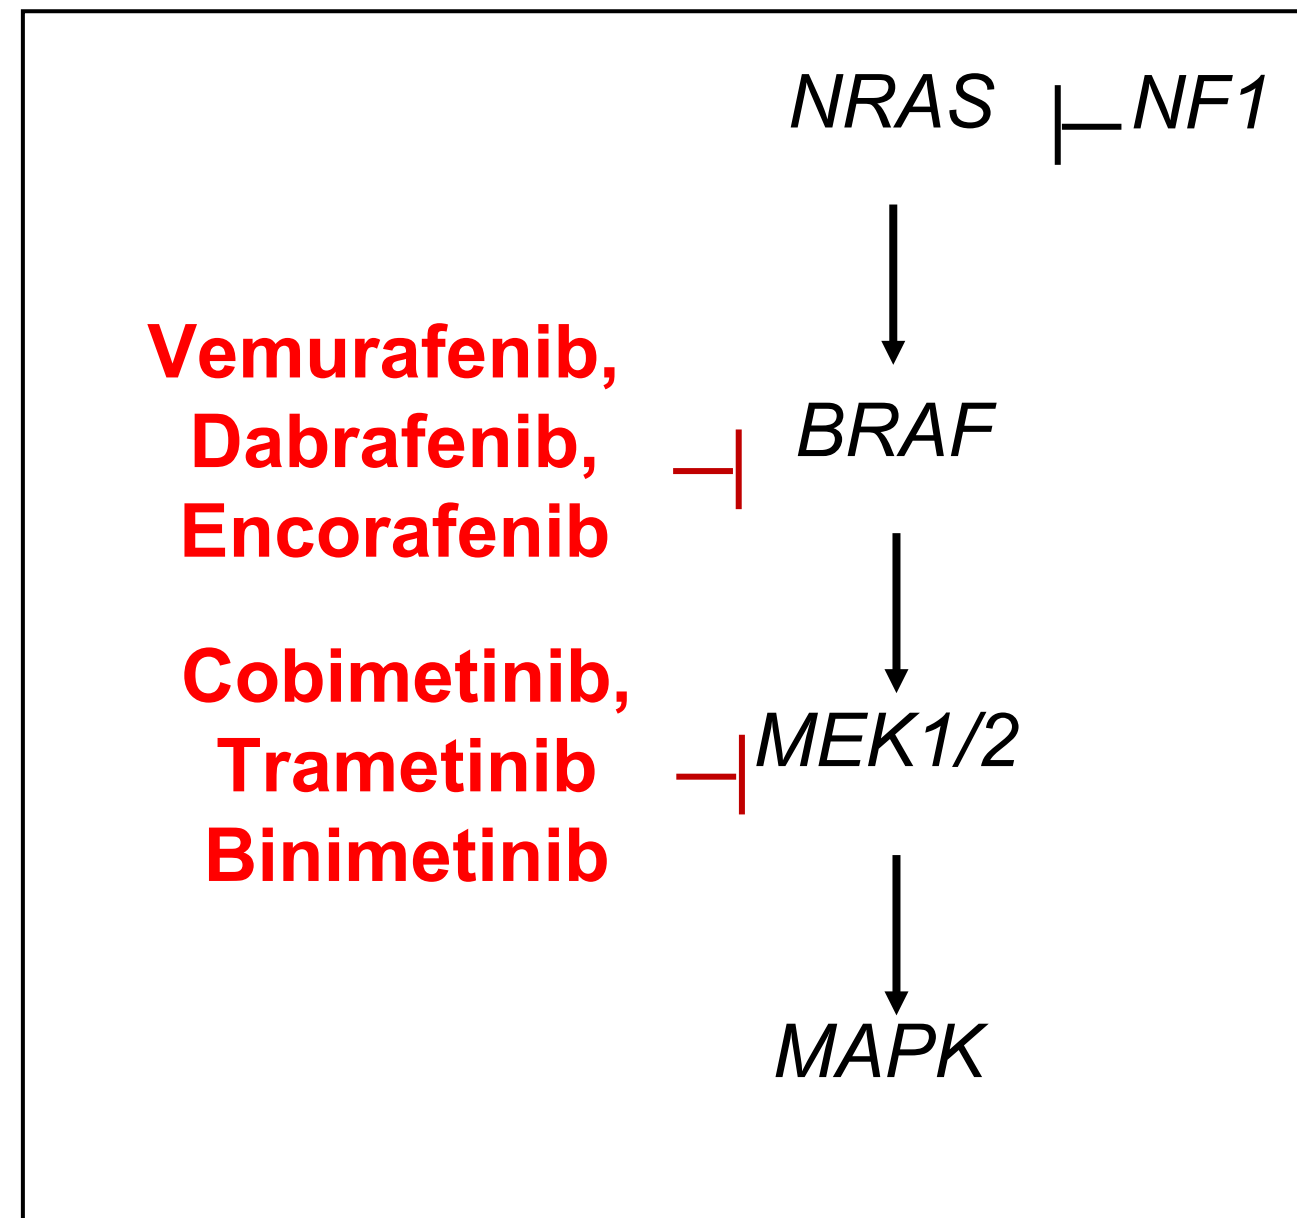 NRAS NF1
Vemurafenib,
Dabrafenib,
Encorafenib
BRAF
Cobimetinib,
Trametinib
Binimetinib
MEK1/2
MAPK